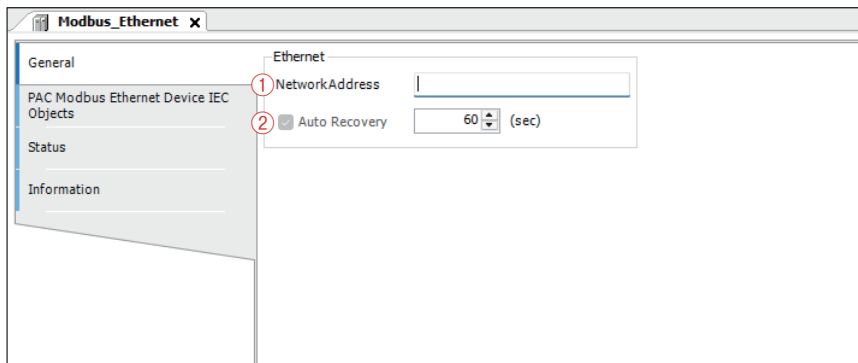 Modbus_Ethernet x
General
PAC Modbus Ethernet Device IEC
Objects
Status
Information
Ethernet
① NetworkAddress
② Auto Recovery 60 (sec)